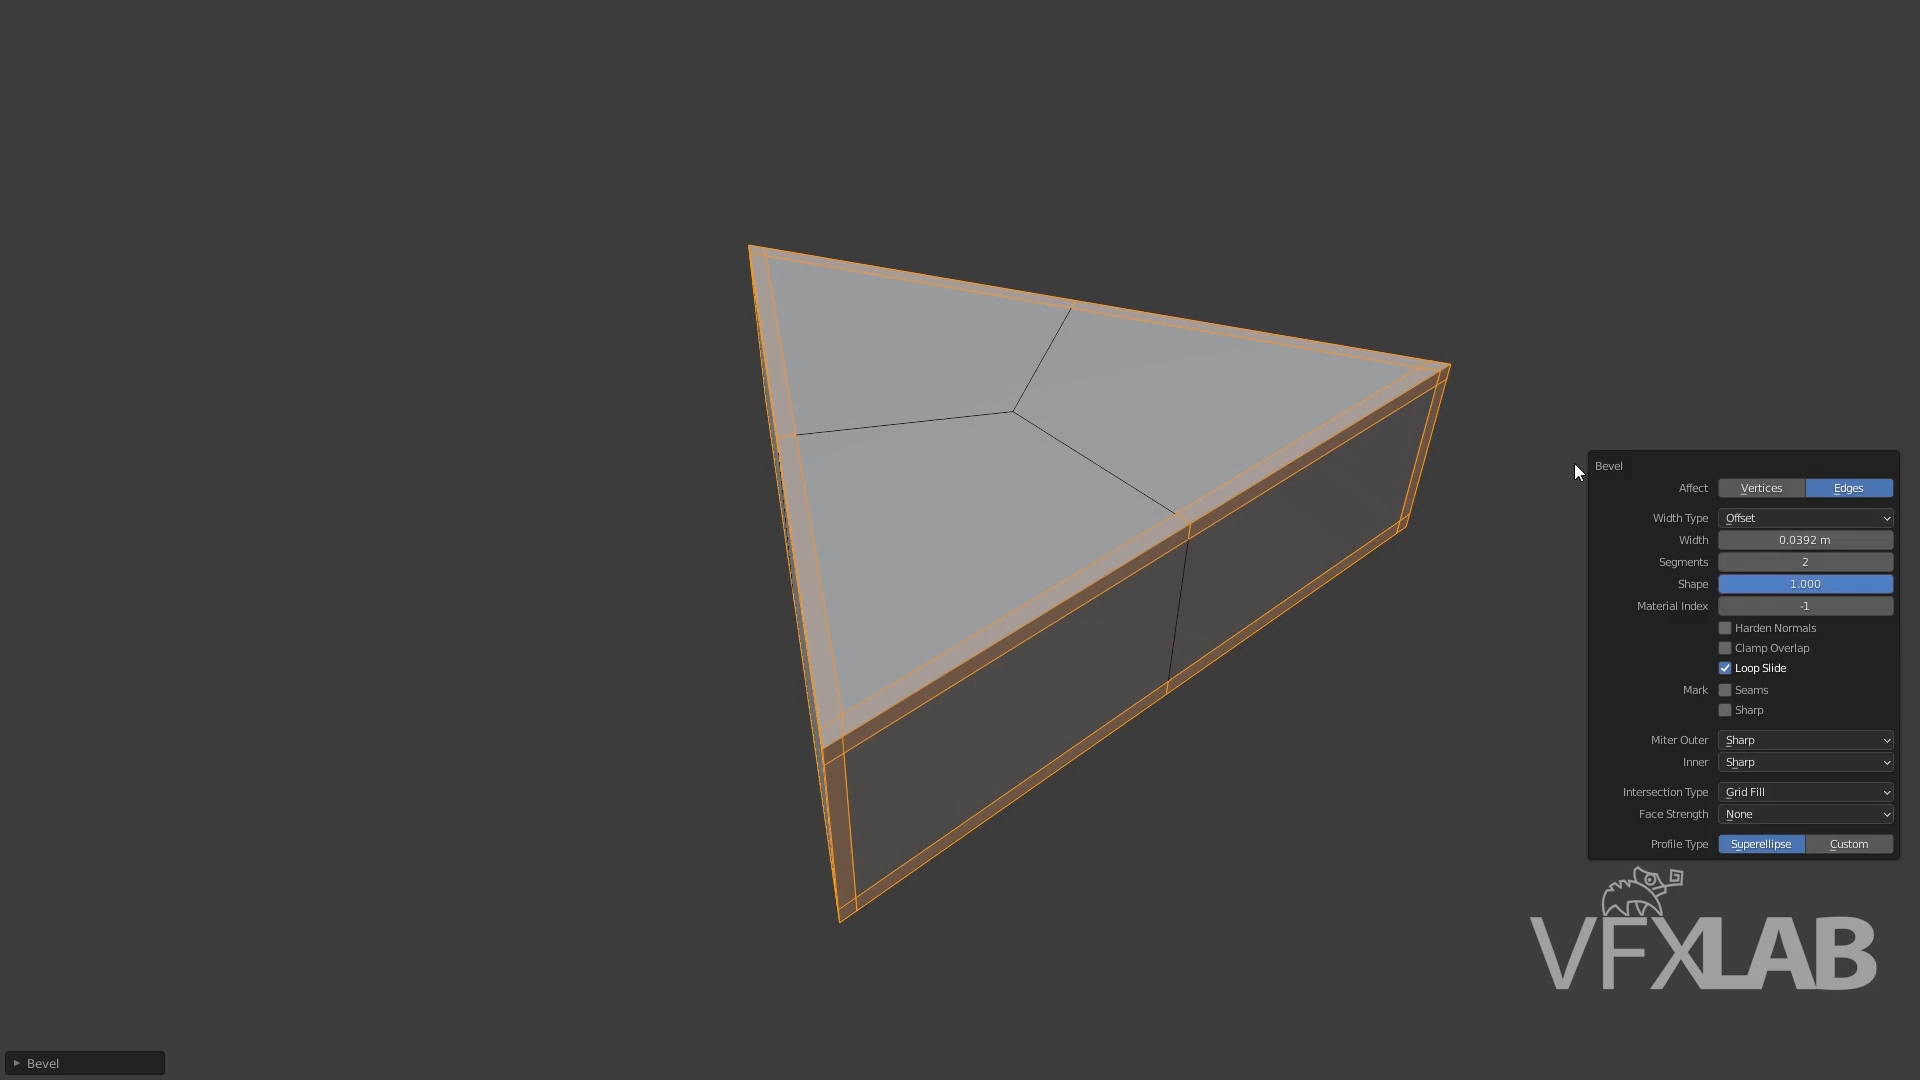 Bevel
Affect Vertices Edges
Width Type Offset
Width 0.0392 m
Segments 2
Shape 1.000
Material Index -1
Harden Normals
Clamp Overlap
Loop Slide
Mark Seams
Sharp
Miter Outer Sharp
Inner Sharp
Intersection Type Grid Fill
Face Strength None
Profile Type Superellipse Custom
VFXLAB
Bevel